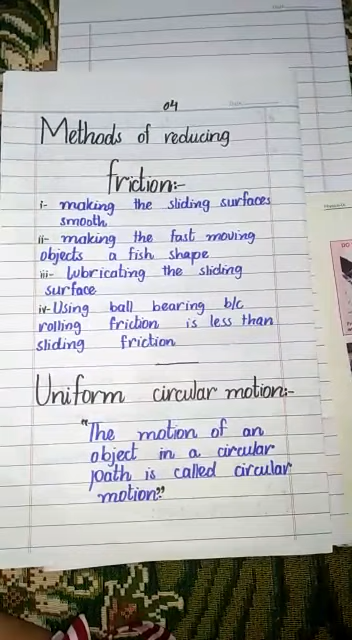 04
Methods of reducing
friction:-
i- making the sliding surfaces
smooth
ii- making the fast moving
objects a fish shape
iii- lubricating the sliding
surface
iv- Using ball bearing b/c
rolling friction is less than
sliding friction
Uniform circular motion:-
"The motion of an
object in a circular
path is called circular
motion"